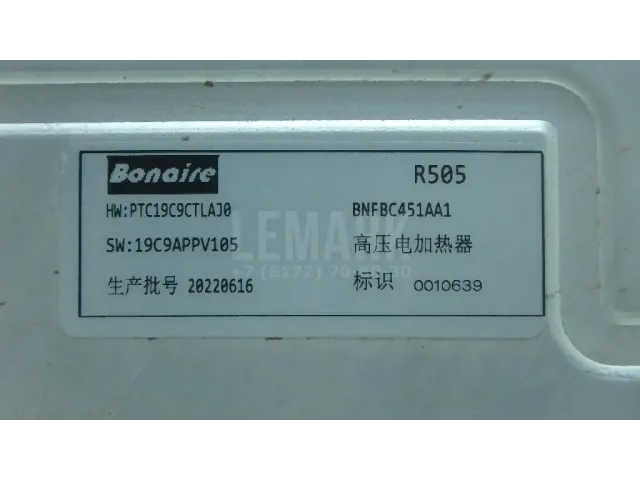 Bonaire R505
HW:PTC19C9CTLAJ0 BNFBC451AA1
LEMARK
SW:19C9APPV105 高压电加热器
生产批号 20220616 标识 0010639